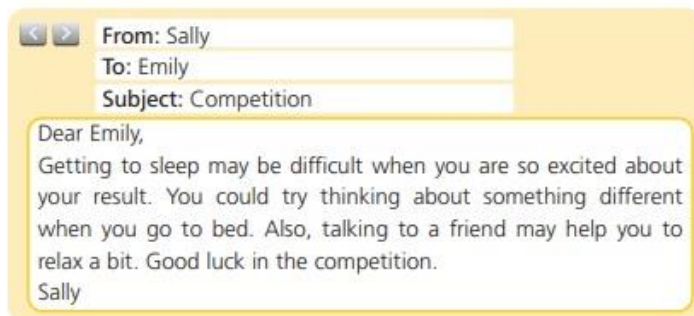 From: Sally
To: Emily
Subject: Competition
Dear Emily,
Getting to sleep may be difficult when you are so excited about
your result. You could try thinking about something different
when you go to bed. Also, talking to a friend may help you to
relax a bit. Good luck in the competition.
Sally